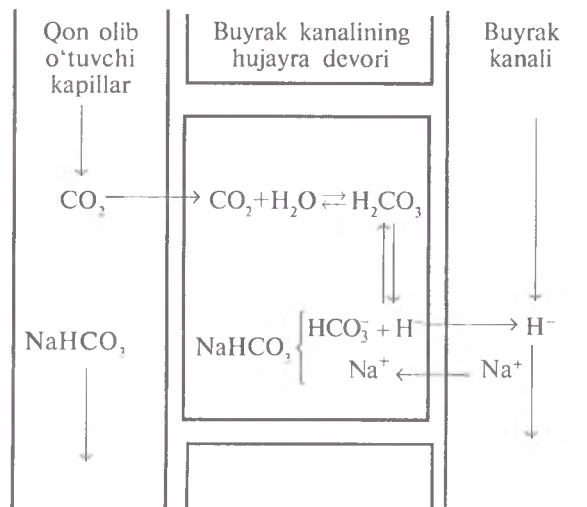 Qon olib
o‘tuvchi
kapillar
Buyrak kanalining
hujayra devori
Buyrak
kanali
CO₂
CO₂+H₂O ⇄ H₂CO₃
NaHCO₃
NaHCO₃
HCO₃⁻ + H
H⁻
Na⁺
Na⁺